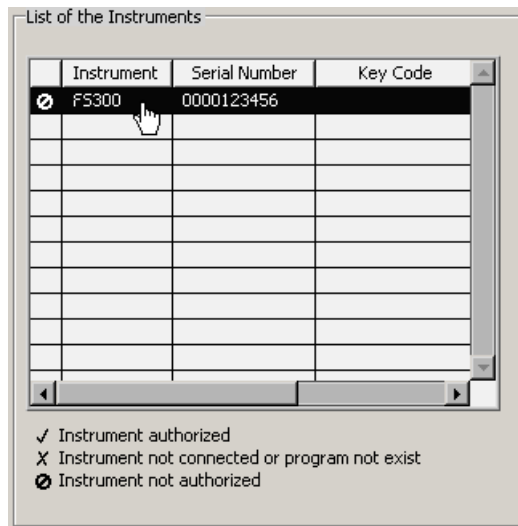 List of the Instruments
Instrument Serial Number Key Code
FS300 0000123456
✓ Instrument authorized
X Instrument not connected or program not exist
Instrument not authorized